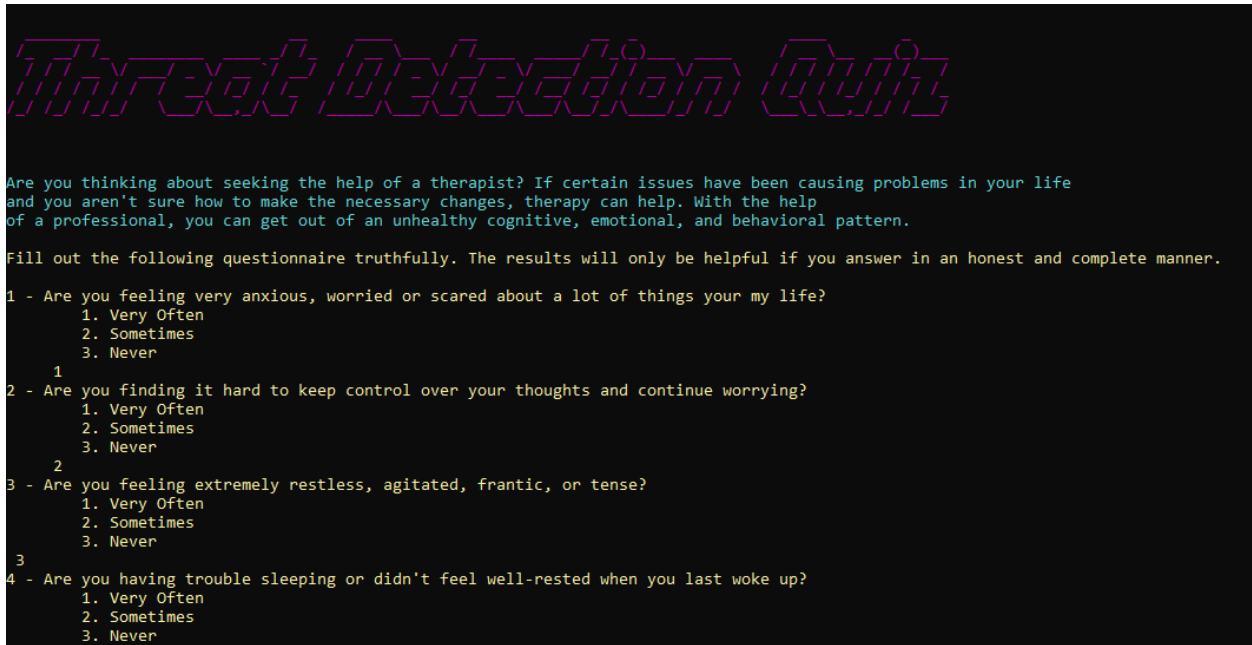 Threat Detection Quiz
Are you thinking about seeking the help of a therapist? If certain issues have been causing problems in your life
and you aren't sure how to make the necessary changes, therapy can help. With the help
of a professional, you can get out of an unhealthy cognitive, emotional, and behavioral pattern.
Fill out the following questionnaire truthfully. The results will only be helpful if you answer in an honest and complete manner.
1 - Are you feeling very anxious, worried or scared about a lot of things your my life?
1. Very Often
2. Sometimes
3. Never
1
2 - Are you finding it hard to keep control over your thoughts and continue worrying?
1. Very Often
2. Sometimes
3. Never
2
3 - Are you feeling extremely restless, agitated, frantic, or tense?
1. Very Often
2. Sometimes
3. Never
3
4 - Are you having trouble sleeping or didn't feel well-rested when you last woke up?
1. Very Often
2. Sometimes
3. Never